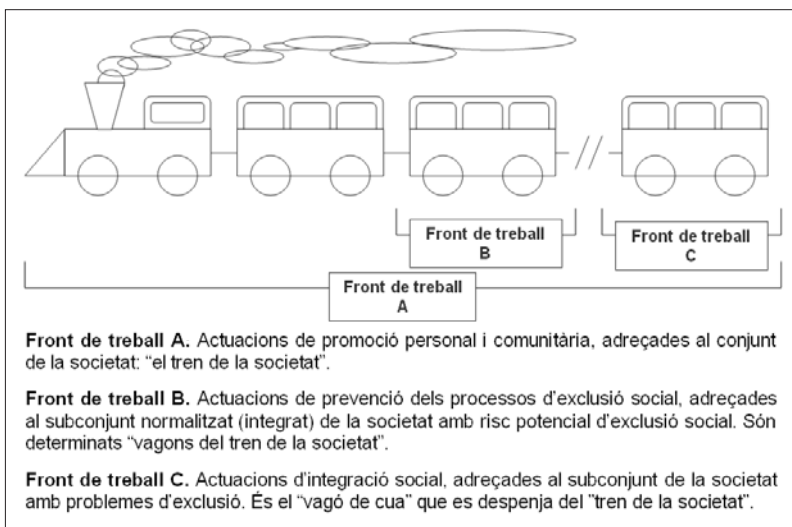 Front de treball
B
Front de treball
C
Front de treball
A
Front de treball A. Actuacions de promoció personal i comunitària, adreçades al conjunt
de la societat: “el tren de la societat”.
Front de treball B. Actuacions de prevenció dels processos d’exclusió social, adreçades
al subconjunt normalitzat (integrat) de la societat amb risc potencial d’exclusió social. Són
determinats “vagons del tren de la societat”.
Front de treball C. Actuacions d’integració social, adreçades al subconjunt de la societat
amb problemes d’exclusió. És el “vagó de cua” que es despenja del ”tren de la societat”.